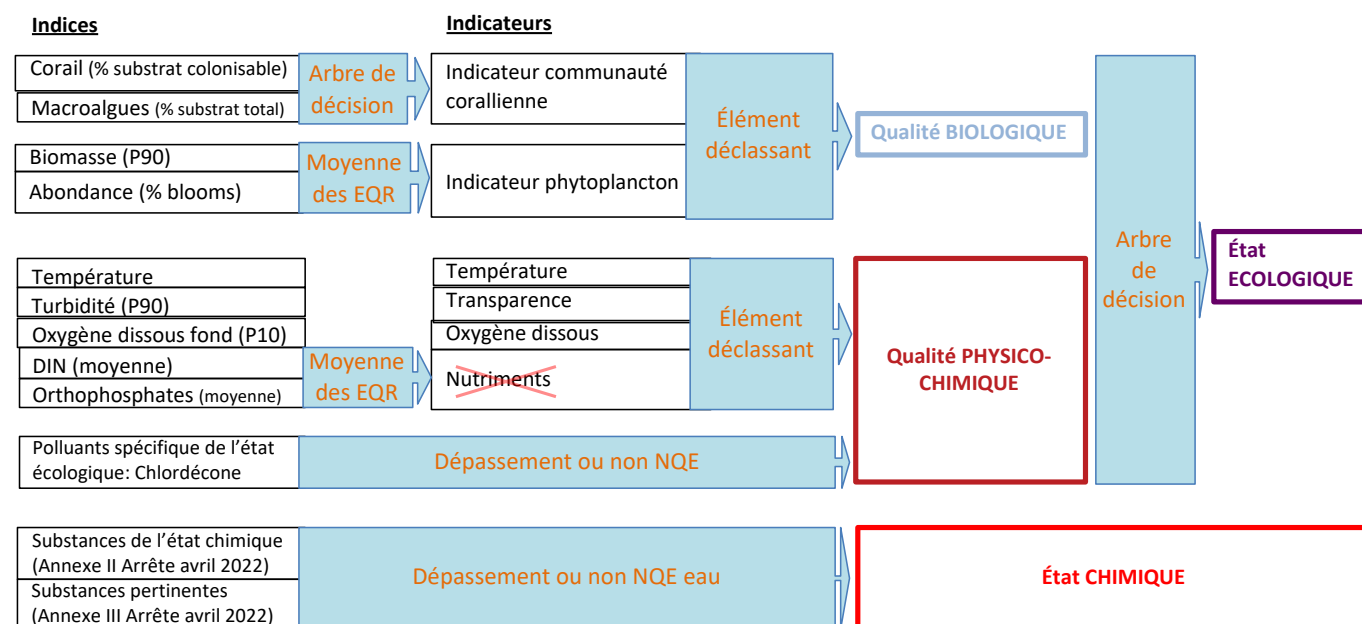 Indices
Indicateurs
Corail (% substrat colonisable)
Macroalgues (% substrat total)
Arbre de
décision
Indicateur communauté
corallienne
Biomasse (P90)
Abondance (% blooms)
Moyenne
des EQR
Indicateur phytoplancton
Élément
déclassant
Qualité BIOLOGIQUE
Température
Turbidité (P90)
Oxygène dissous fond (P10)
DIN (moyenne)
Orthophosphates (moyenne)
Moyenne
des EQR
Température
Transparence
Oxygène dissous
Nutriments
Élément
déclassant
Qualité PHYSICO-
CHIMIQUE
Polluants spécifique de l’état
écologique: Chlordécone
Dépassement ou non NQE
Arbre
de
décision
État
ECOLOGIQUE
Substances de l’état chimique
(Annexe II Arrête avril 2022)
Substances pertinentes
(Annexe III Arrête avril 2022)
Dépassement ou non NQE eau
État CHIMIQUE